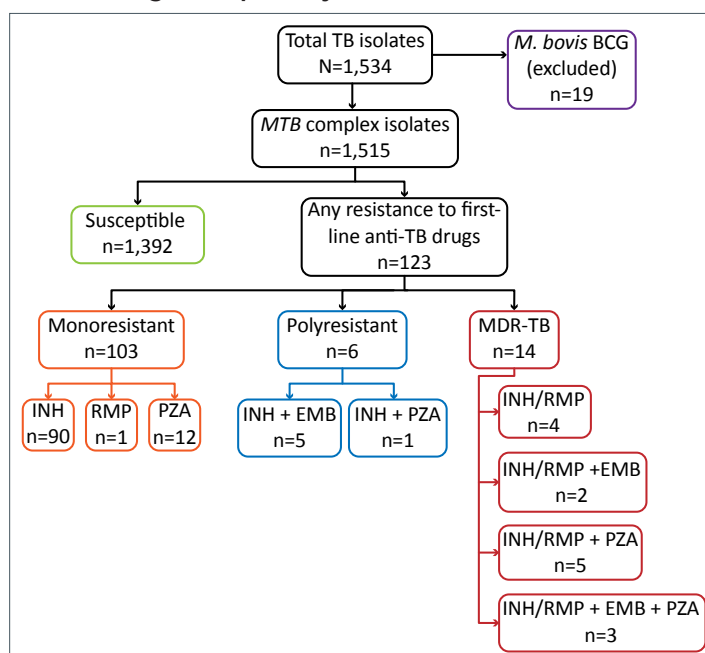 Total TB isolates
N=1,534
M. bovis BCG
(excluded)
n=19
MTB complex isolates
n=1,515
Susceptible
n=1,392
Any resistance to first-
line anti-TB drugs
n=123
Monoresistant
n=103
Polyresistant
n=6
MDR-TB
n=14
INH
n=90
RMP
n=1
PZA
n=12
INH + EMB
n=5
INH + PZA
n=1
INH/RMP
n=4
INH/RMP +EMB
n=2
INH/RMP + PZA
n=5
INH/RMP + EMB + PZA
n=3